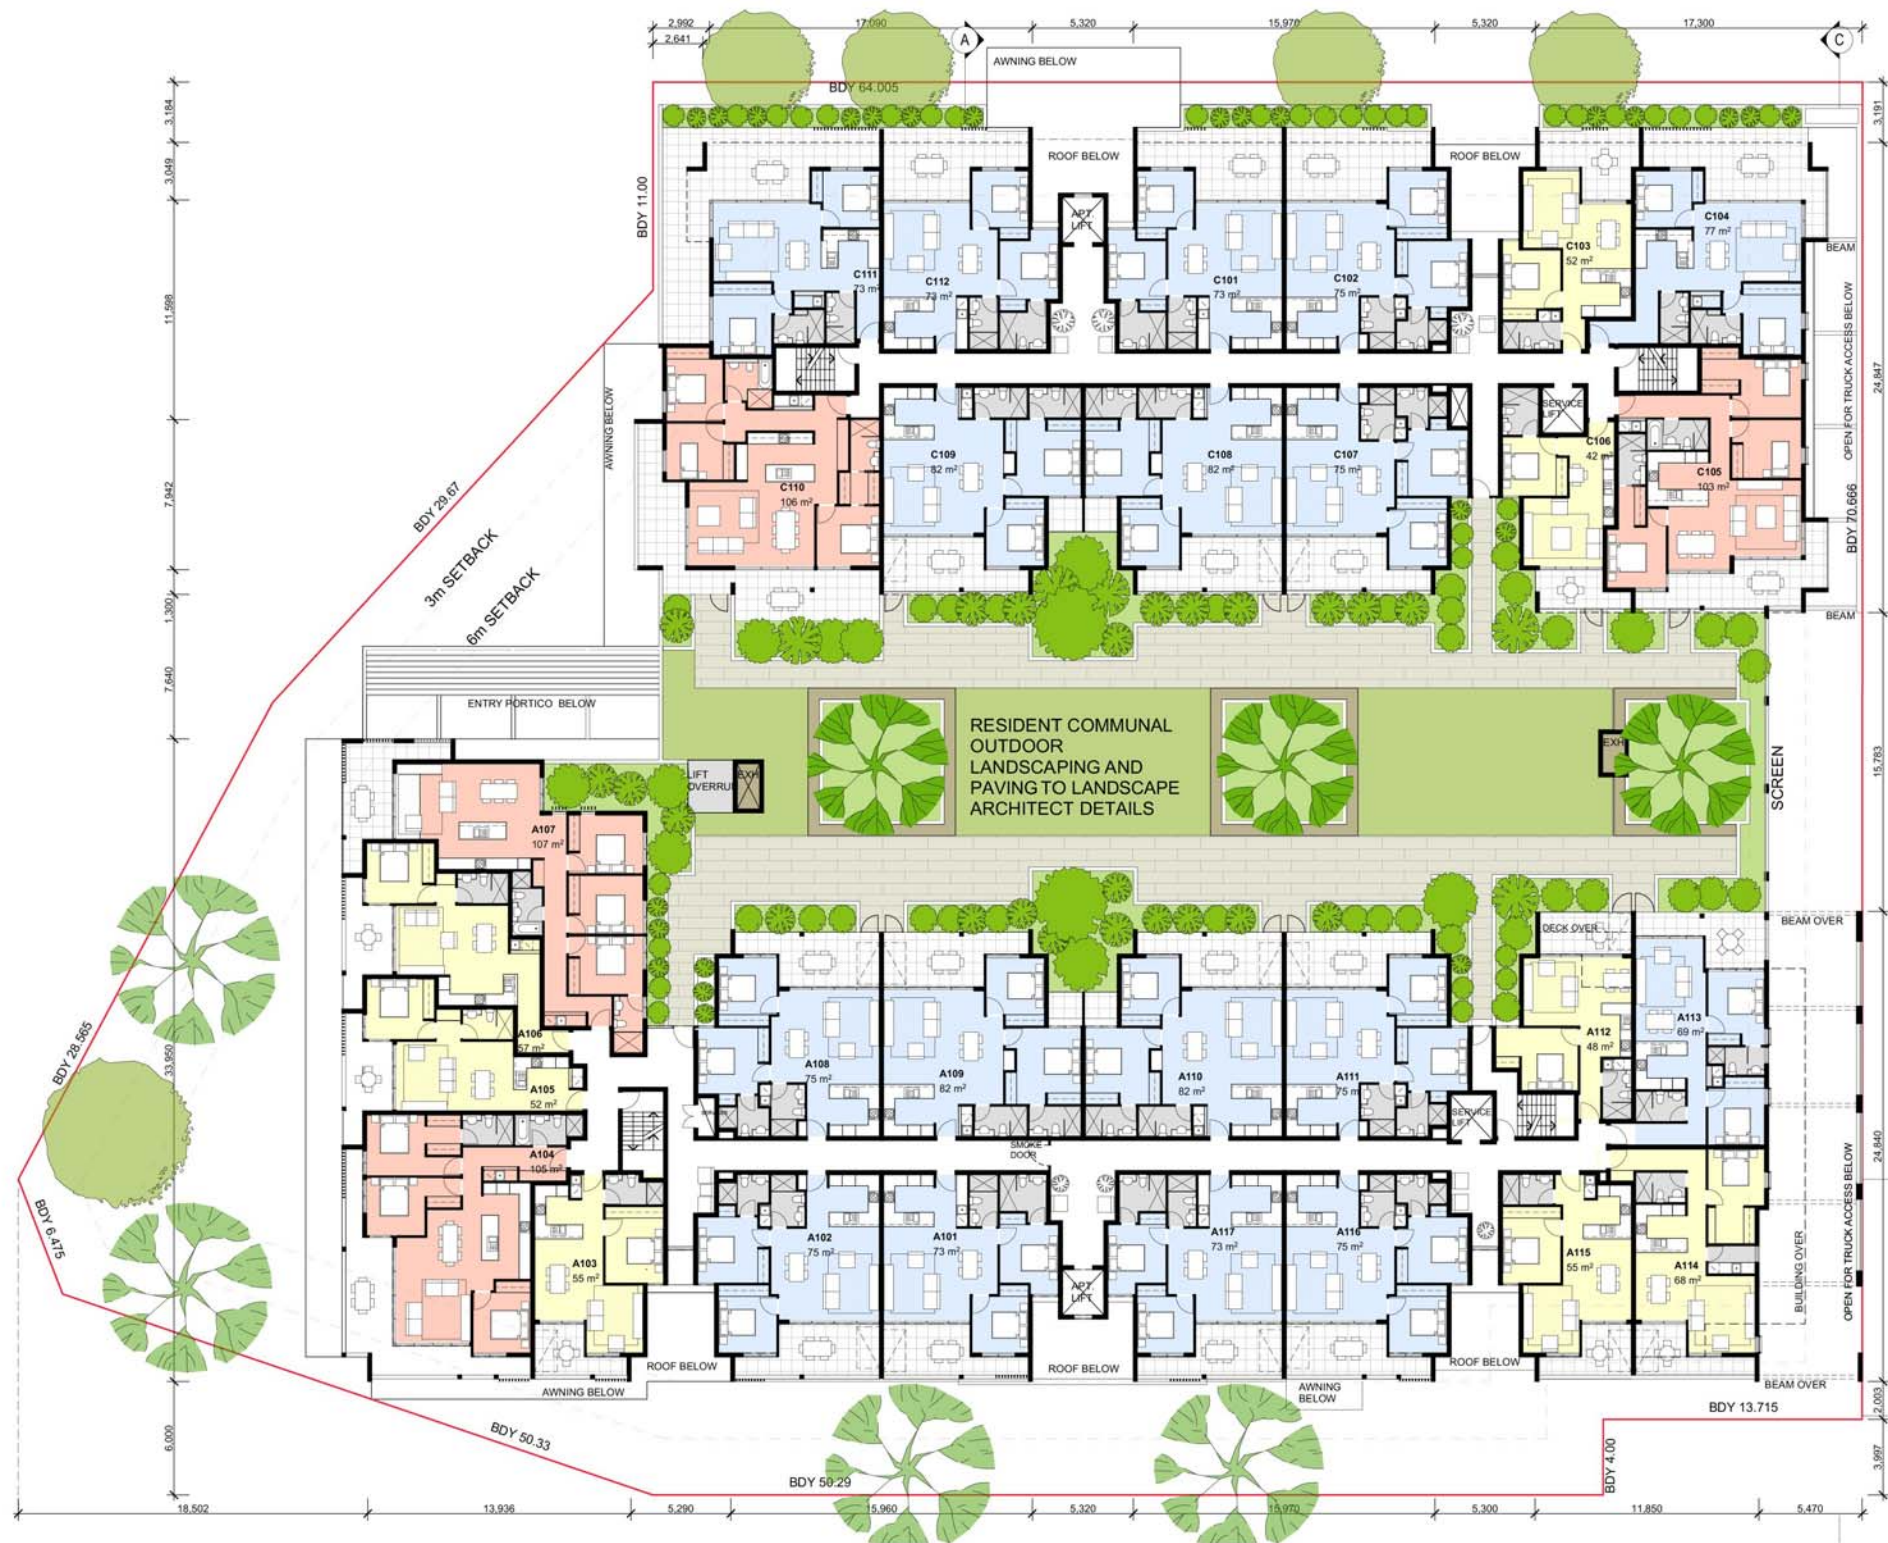 2,992
17,090
5,320
15,970
5,320
17,300
2,641
A
C
AWNING BELOW
BDY 64.005
3,184
3,191
3,049
BDY 11.00
ROOF BELOW
ROOF BELOW
APT.
LIFT
C111
73 m²
C112
73 m²
C101
73 m²
C102
75 m²
C103
52 m²
C104
77 m²
BEAM
11,598
OPEN FOR TRUCK ACCESS BELOW
24,847
AWNING BELOW
SERVICE
LIFT
C109
82 m²
C108
82 m²
C107
75 m²
C106
42 m²
C105
103 m²
C110
106 m²
7,942
BDY 29.67
BDY 70.666
3m SETBACK
6m SETBACK
1,300
BEAM
7,640
ENTRY PORTICO BELOW
RESIDENT COMMUNAL
OUTDOOR
LANDSCAPING AND
PAVING TO LANDSCAPE
ARCHITECT DETAILS
LIFT
OVERRUN
EXH
EXH
SCREEN
15,783
A107
107 m²
DECK OVER
BEAM OVER
A106
57 m²
A105
52 m²
A108
75 m²
A109
82 m²
A110
82 m²
A111
75 m²
A112
48 m²
A113
69 m²
BDY 28.565
33,950
SERVICE
LIFT
SMOKE
DOOR
A104
105 m²
BDY 6.475
24,840
OPEN FOR TRUCK ACCESS BELOW
BUILDING OVER
A103
55 m²
A102
75 m²
A101
73 m²
APT.
LIFT
A117
73 m²
A116
75 m²
A115
55 m²
A114
68 m²
ROOF BELOW
ROOF BELOW
ROOF BELOW
AWNING BELOW
AWNING
BELOW
BEAM OVER
BDY 13.715
2,003
6,000
BDY 50.33
BDY 50.29
BDY 4.00
3,997
18,502
13,936
5,290
15,960
5,320
15,970
5,300
11,850
5,470